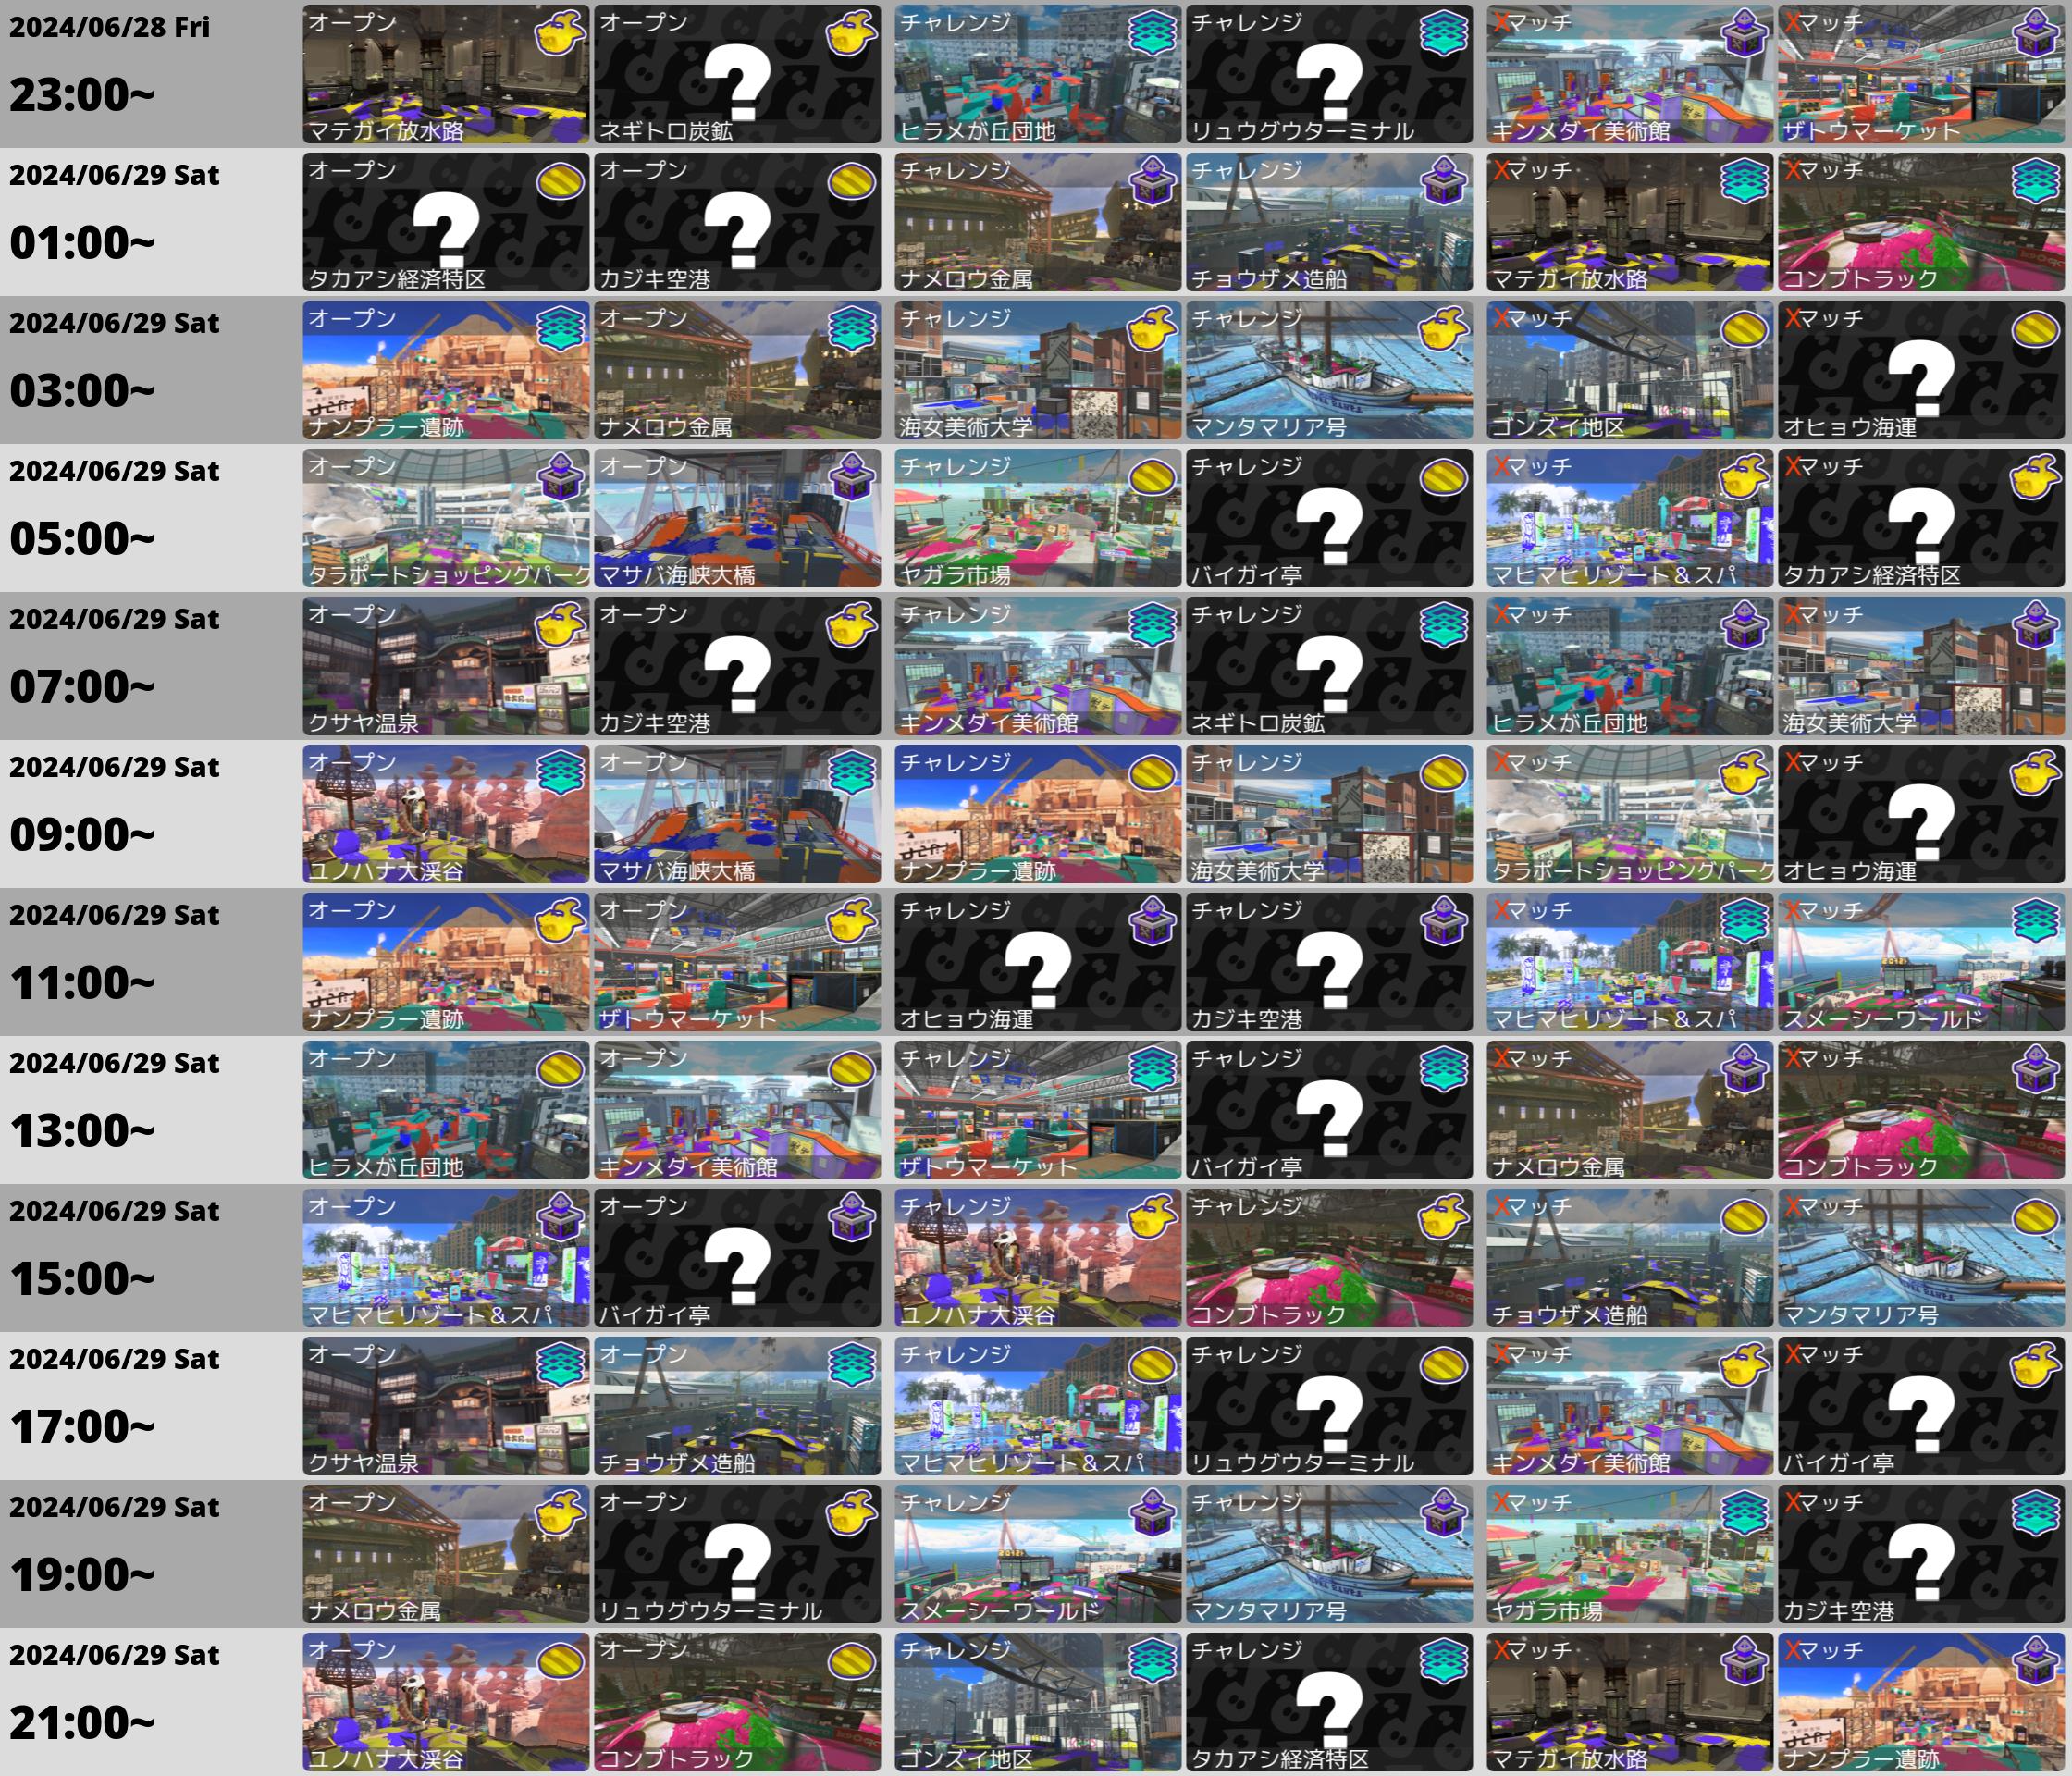 2024/06/28 Fri
23:00~
オープン
マテガイ放水路
オープン
ネギトロ炭鉱
チャレンジ
ヒラメが丘団地
チャレンジ
リュウグウターミナル
Xマッチ
キンメダイ美術館
Xマッチ
ザトウマーケット
2024/06/29 Sat
01:00~
オープン
タカアシ経済特区
オープン
カジキ空港
チャレンジ
ナメロウ金属
チャレンジ
チョウザメ造船
Xマッチ
マテガイ放水路
Xマッチ
コンブトラック
2024/06/29 Sat
03:00~
オープン
ナンプラー遺跡
オープン
ナメロウ金属
チャレンジ
海女美術大学
チャレンジ
マンタマリア号
Xマッチ
ゴンズイ地区
Xマッチ
オヒョウ海運
2024/06/29 Sat
05:00~
オープン
タラポートショッピングパーク
オープン
マサバ海峡大橋
チャレンジ
ヤガラ市場
チャレンジ
バイガイ亭
Xマッチ
マヒマヒリゾート＆スパ
Xマッチ
タカアシ経済特区
2024/06/29 Sat
07:00~
オープン
クサヤ温泉
オープン
カジキ空港
チャレンジ
キンメダイ美術館
チャレンジ
ネギトロ炭鉱
Xマッチ
ヒラメが丘団地
Xマッチ
海女美術大学
2024/06/29 Sat
09:00~
オープン
ユノハナ大渓谷
オープン
マサバ海峡大橋
チャレンジ
ナンプラー遺跡
チャレンジ
海女美術大学
Xマッチ
タラポートショッピングパーク
Xマッチ
オヒョウ海運
2024/06/29 Sat
11:00~
オープン
ナンプラー遺跡
オープン
ザトウマーケット
チャレンジ
オヒョウ海運
チャレンジ
カジキ空港
Xマッチ
マヒマヒリゾート＆スパ
Xマッチ
スメーシーワールド
2024/06/29 Sat
13:00~
オープン
ヒラメが丘団地
オープン
キンメダイ美術館
チャレンジ
ザトウマーケット
チャレンジ
バイガイ亭
Xマッチ
ナメロウ金属
Xマッチ
コンブトラック
2024/06/29 Sat
15:00~
オープン
マヒマヒリゾート＆スパ
オープン
バイガイ亭
チャレンジ
ユノハナ大渓谷
チャレンジ
コンブトラック
Xマッチ
チョウザメ造船
Xマッチ
マンタマリア号
2024/06/29 Sat
17:00~
オープン
クサヤ温泉
オープン
チョウザメ造船
チャレンジ
マヒマヒリゾート＆スパ
チャレンジ
リュウグウターミナル
Xマッチ
キンメダイ美術館
Xマッチ
バイガイ亭
2024/06/29 Sat
19:00~
オープン
ナメロウ金属
オープン
リュウグウターミナル
チャレンジ
スメーシーワールド
チャレンジ
マンタマリア号
Xマッチ
ヤガラ市場
Xマッチ
カジキ空港
2024/06/29 Sat
21:00~
オープン
ユノハナ大渓谷
オープン
コンブトラック
チャレンジ
ゴンズイ地区
チャレンジ
タカアシ経済特区
Xマッチ
マテガイ放水路
Xマッチ
ナンプラー遺跡